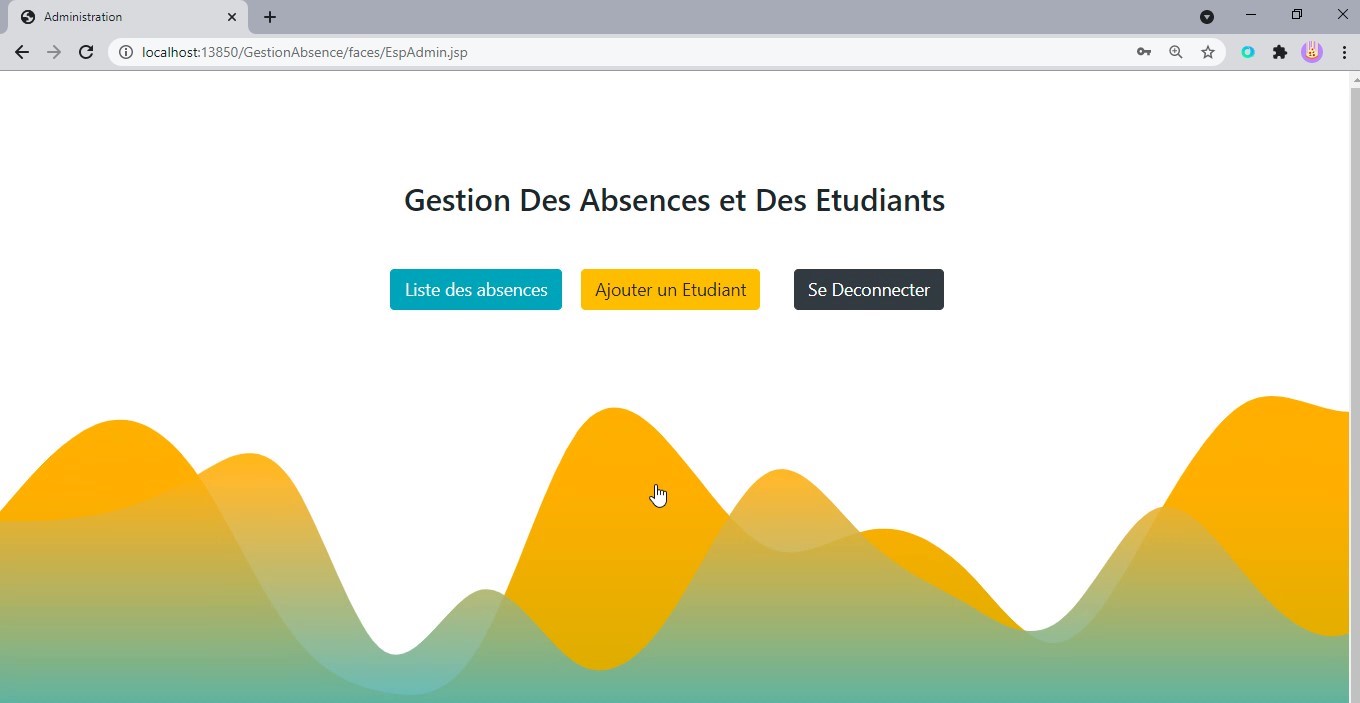 Administration
localhost:13850/GestionAbsence/faces/EspAdmin.jsp
Gestion Des Absences et Des Etudiants
Liste des absences
Ajouter un Etudiant
Se Deconnecter